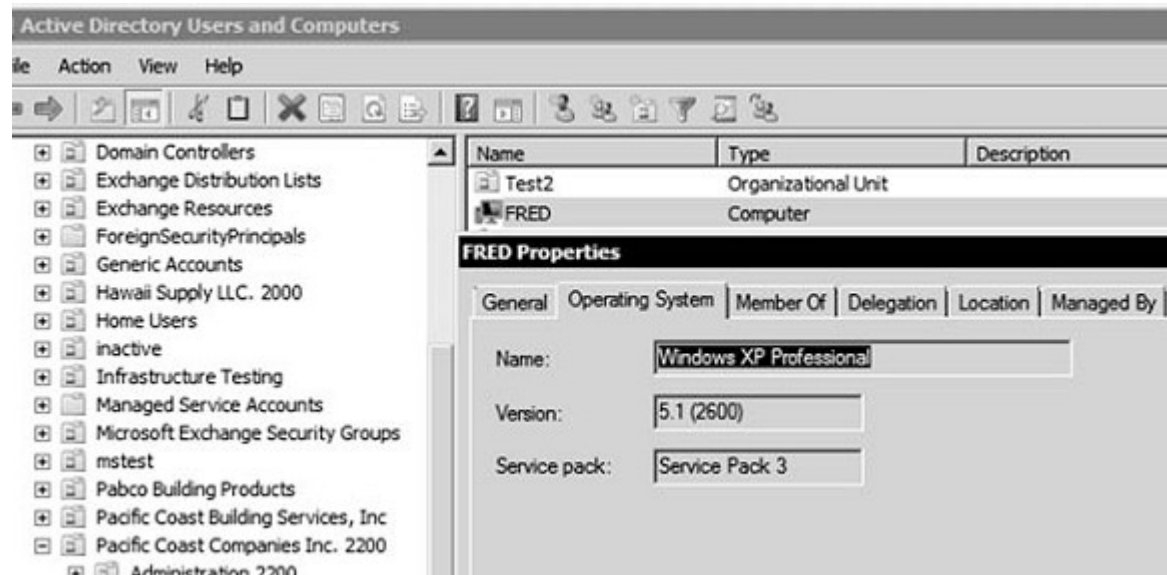 Active Directory Users and Computers
ile Action View Help
Domain Controllers
Exchange Distribution Lists
Exchange Resources
ForeignSecurityPrincipals
Generic Accounts
Hawaii Supply LLC. 2000
Home Users
inactive
Infrastructure Testing
Managed Service Accounts
Microsoft Exchange Security Groups
mstest
Pabco Building Products
Pacific Coast Building Services, Inc
Pacific Coast Companies Inc. 2200
Administration 2200
Name Type Description
Test2 Organizational Unit
FRED Computer
FRED Properties
General Operating System Member Of Delegation Location Managed By
Name: Windows XP Professional
Version: 5.1 (2600)
Service pack: Service Pack 3